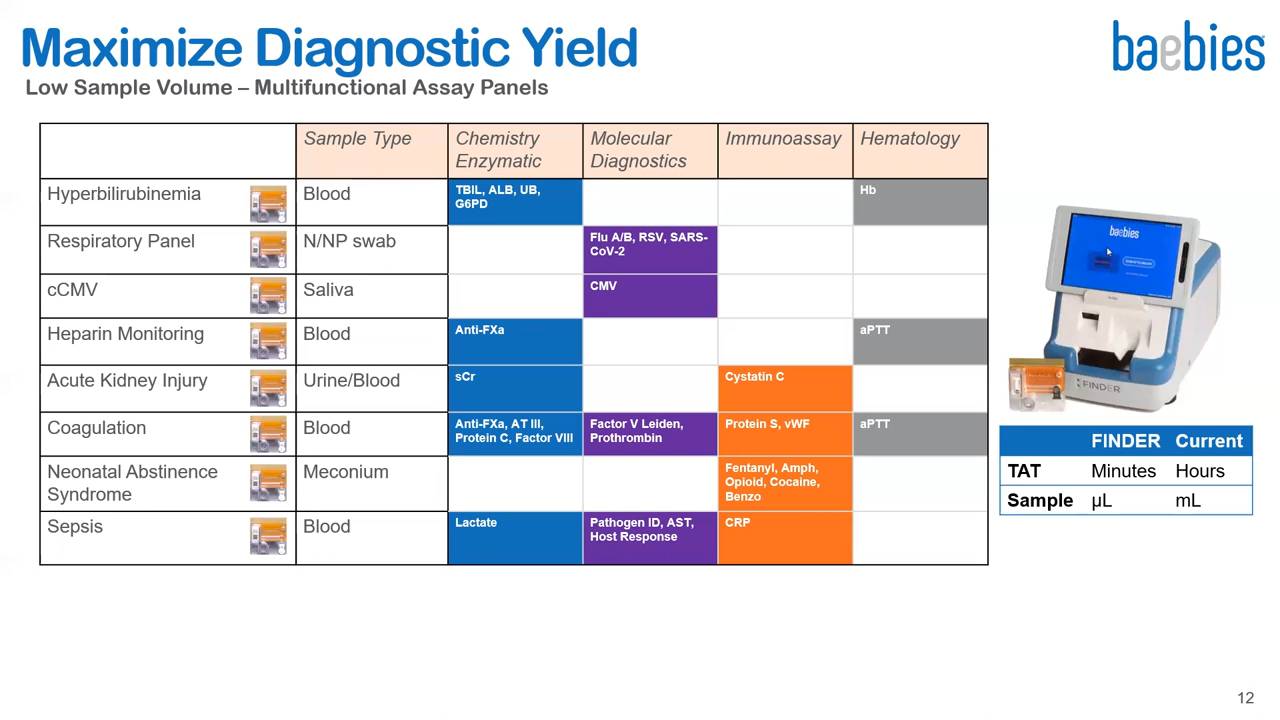 Maximize Diagnostic Yield
baebies
Low Sample Volume – Multifunctional Assay Panels
Sample Type
Chemistry
Enzymatic
Molecular
Diagnostics
Immunoassay
Hematology
Hyperbilirubinemia
Blood
TBIL, ALB, UB,
G6PD
Hb
Respiratory Panel
N/NP swab
Flu A/B, RSV, SARS-
CoV-2
cCMV
Saliva
CMV
Heparin Monitoring
Blood
Anti-FXa
aPTT
Acute Kidney Injury
Urine/Blood
sCr
Cystatin C
Coagulation
Blood
Anti-FXa, AT III,
Protein C, Factor VIII
Factor V Leiden,
Prothrombin
Protein S, vWF
aPTT
Neonatal Abstinence
Syndrome
Meconium
Fentanyl, Amph,
Opioid, Cocaine,
Benzo
Sepsis
Blood
Lactate
Pathogen ID, AST,
Host Response
CRP
baebies
FINDER
FINDER Current
TAT Minutes Hours
Sample µL mL
12